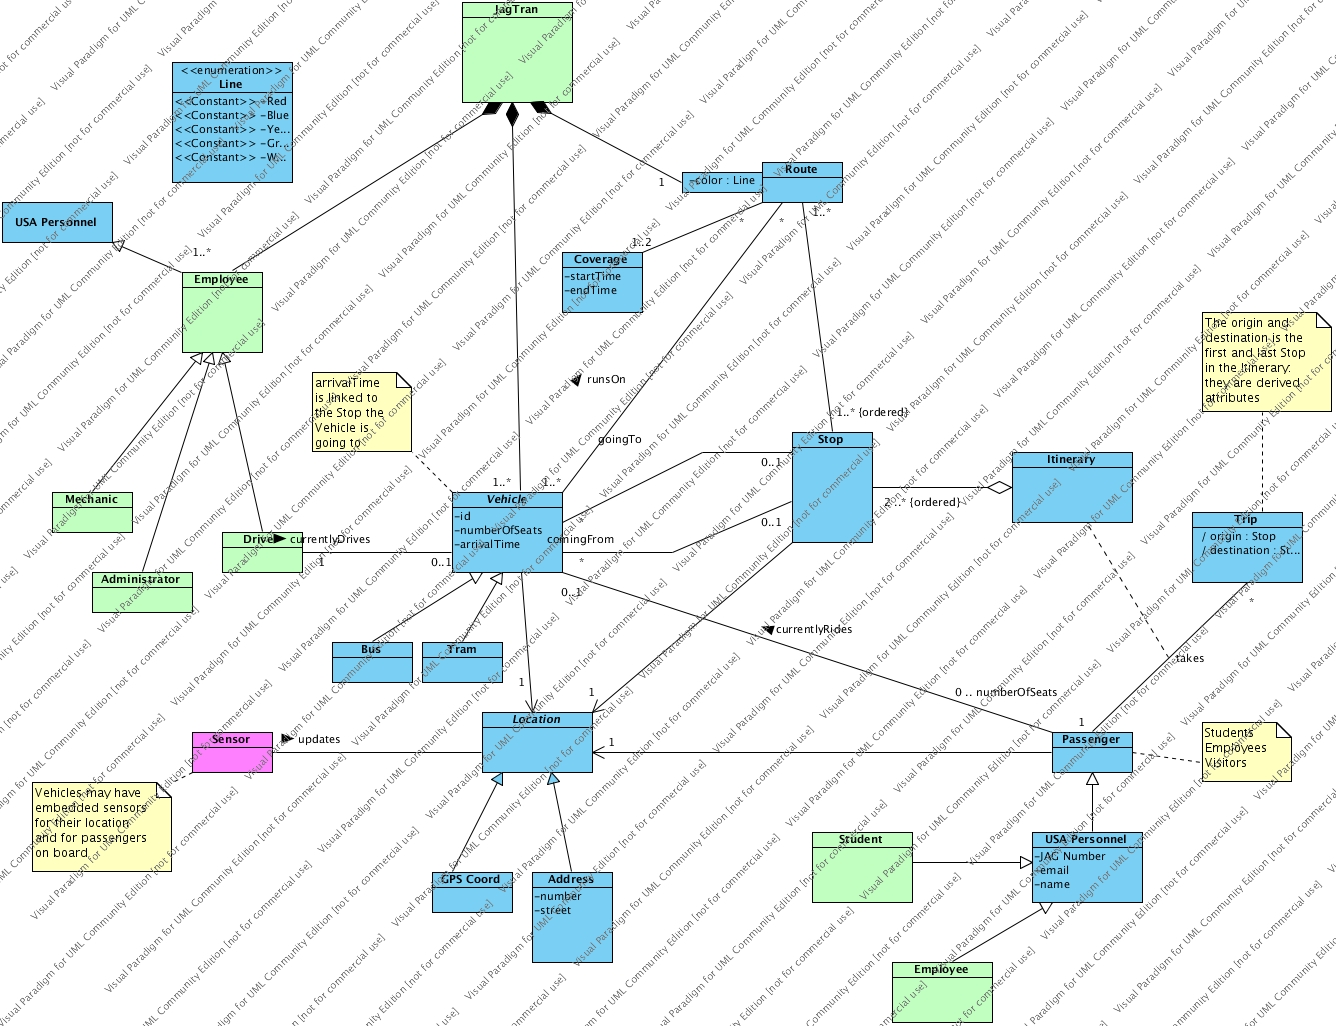 JagTran
<<enumeration>>
Line
<<Constant>> -Red
<<Constant>> -Blue
<<Constant>> -Ye...
<<Constant>> -Gr...
<<Constant>> -W...
Route
-color : Line
1
1..*
*
*
1..2
USA Personnel
1..*
Employee
Coverage
-startTime
-endTime
The origin and
destination is the
first and last Stop
in the Itinerary:
they are derived
attributes
arrivalTime
is linked to
the Stop the
Vehicle is
going to
runsOn
1..* {ordered}
goingTo
Stop
0..1
Itinerary
1..*
1..*
Mechanic
Vehicle
-id
-numberOfSeats
-arrivalTime
2..* {ordered}
0..1
Trip
/ origin : Stop
/ destination : St...
Drive
currentlyDrives
comingFrom
1
0..1
*
0..1
Administrator
*
currentlyRides
Bus
Tram
takes
1
1
0 .. numberOfSeats
Location
1
Sensor
updates
1
Passenger
Students
Employees
Visitors
Vehicles may have
embedded sensors
for their location
and for passengers
on board
Student
USA Personnel
-JAG Number
-email
-name
GPS Coord
Address
-number
-street
Employee
Visual Paradigm for UML Community Edition [not for commercial use]